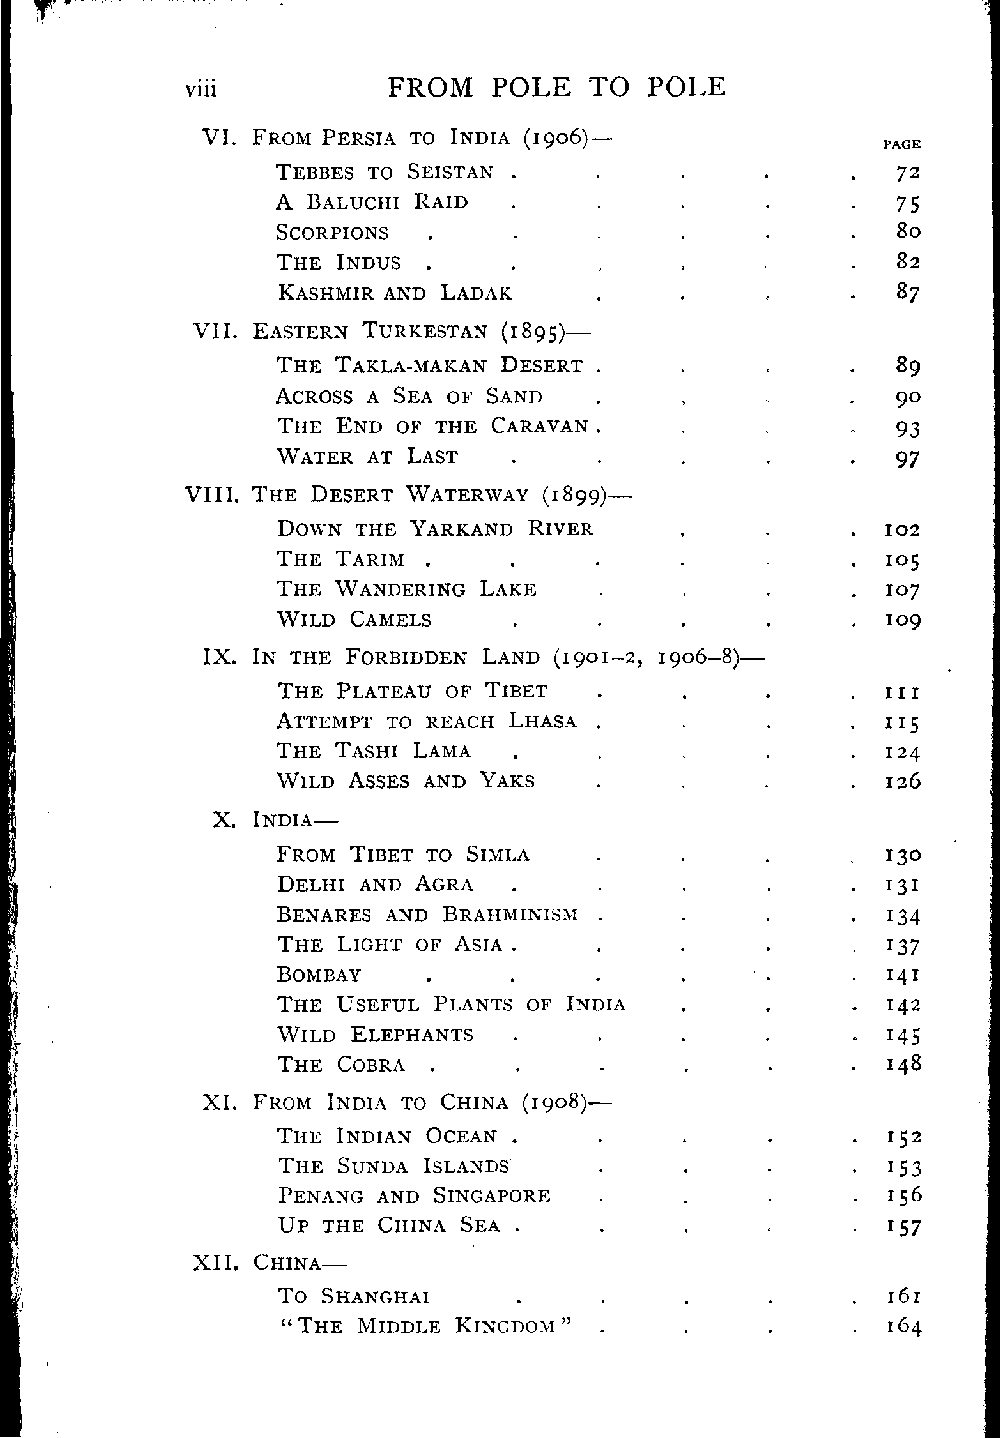 viii FROM POLE TO POLE
VI. FROM PERSIA TO INDIA (1906)—
PAGE
TEBBES TO SEISTAN . . . . . 72
A BALUCHI RAID . . . . . 75
SCORPIONS . . . . . . 80
THE INDUS . . . . . . 82
KASHMIR AND LADAK . . . . 87
VII. EASTERN TURKESTAN (1895)—
THE TAKLA-MAKAN DESERT . . . . 89
ACROSS A SEA OF SAND . . . . 90
THE END OF THE CARAVAN . . . . 93
WATER AT LAST . . . . . 97
VIII. THE DESERT WATERWAY (1899)—
DOWN THE YARKAND RIVER . . . 102
THE TARIM . . . . . . 105
THE WANDERING LAKE . . . . 107
WILD CAMELS . . . . . 109
IX. IN THE FORBIDDEN LAND (1901–2, 1906–8)—
THE PLATEAU OF TIBET . . . . 111
ATTEMPT TO REACH LHASA . . . . 115
THE TASHI LAMA . . . . . 124
WILD ASSES AND YAKS . . . . 126
X. INDIA—
FROM TIBET TO SIMLA . . . . 130
DELHI AND AGRA . . . . . 131
BENARES AND BRAHMINISM . . . . 134
THE LIGHT OF ASIA . . . . . 137
BOMBAY . . . . . . 141
THE USEFUL PLANTS OF INDIA . . . 142
WILD ELEPHANTS . . . . . 145
THE COBRA . . . . . . 148
XI. FROM INDIA TO CHINA (1908)—
THE INDIAN OCEAN . . . . . 152
THE SUNDA ISLANDS . . . . 153
PENANG AND SINGAPORE . . . . 156
UP THE CHINA SEA . . . . . 157
XII. CHINA—
TO SHANGHAI . . . . . 161
"THE MIDDLE KINGDOM" . . . . 164